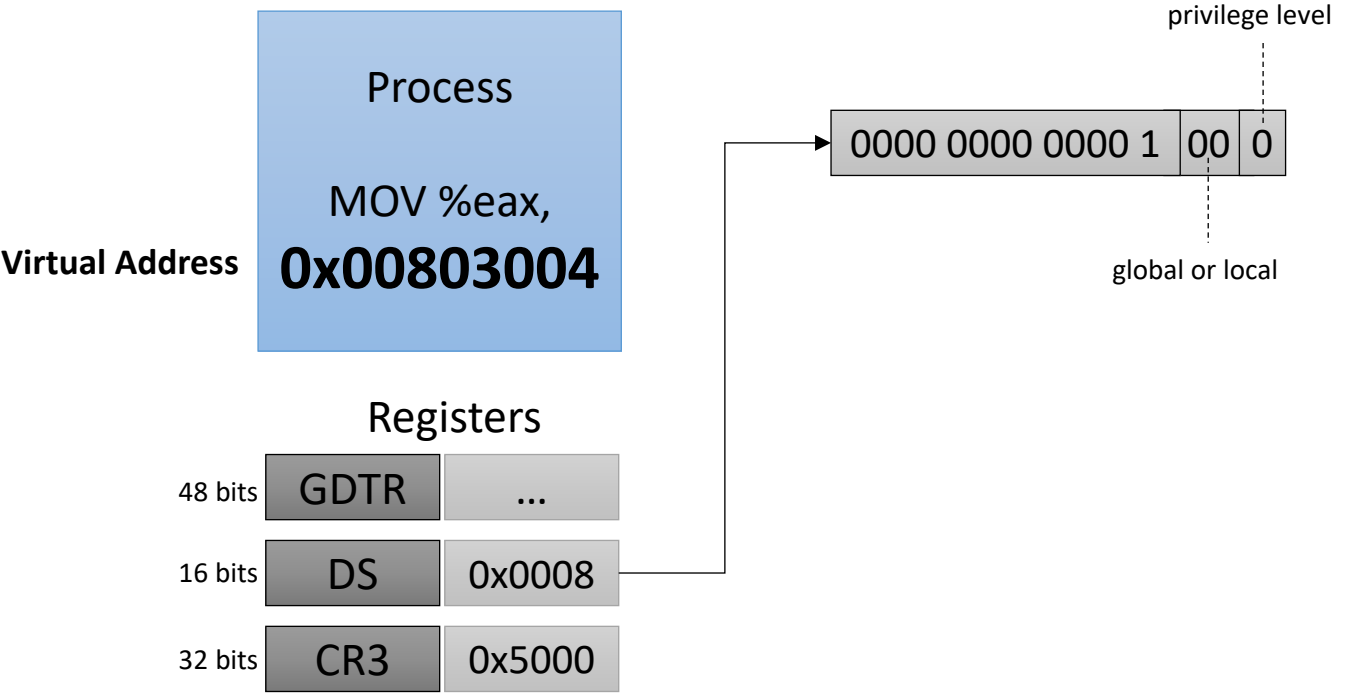 privilege level
Process
0000 0000 0000 1 00 0
MOV %eax,
Virtual Address 0x00803004
global or local
Registers
48 bits GDTR ...
16 bits DS 0x0008
32 bits CR3 0x5000